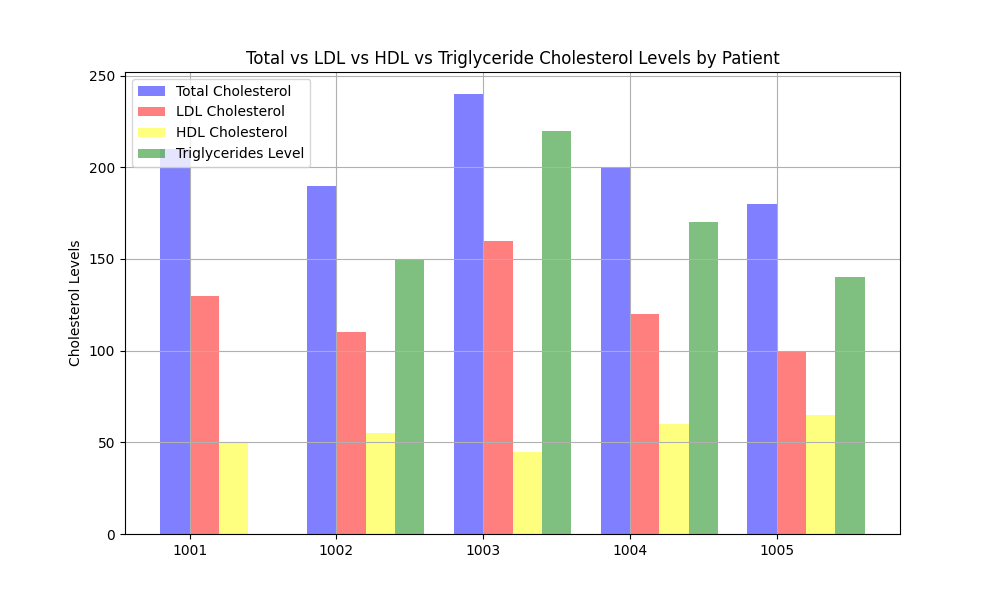 Total vs LDL vs HDL vs Triglyceride Cholesterol Levels by Patient
Total Cholesterol
LDL Cholesterol
HDL Cholesterol
Triglycerides Level
Cholesterol Levels
250
200
150
100
50
0
1001 1002 1003 1004 1005